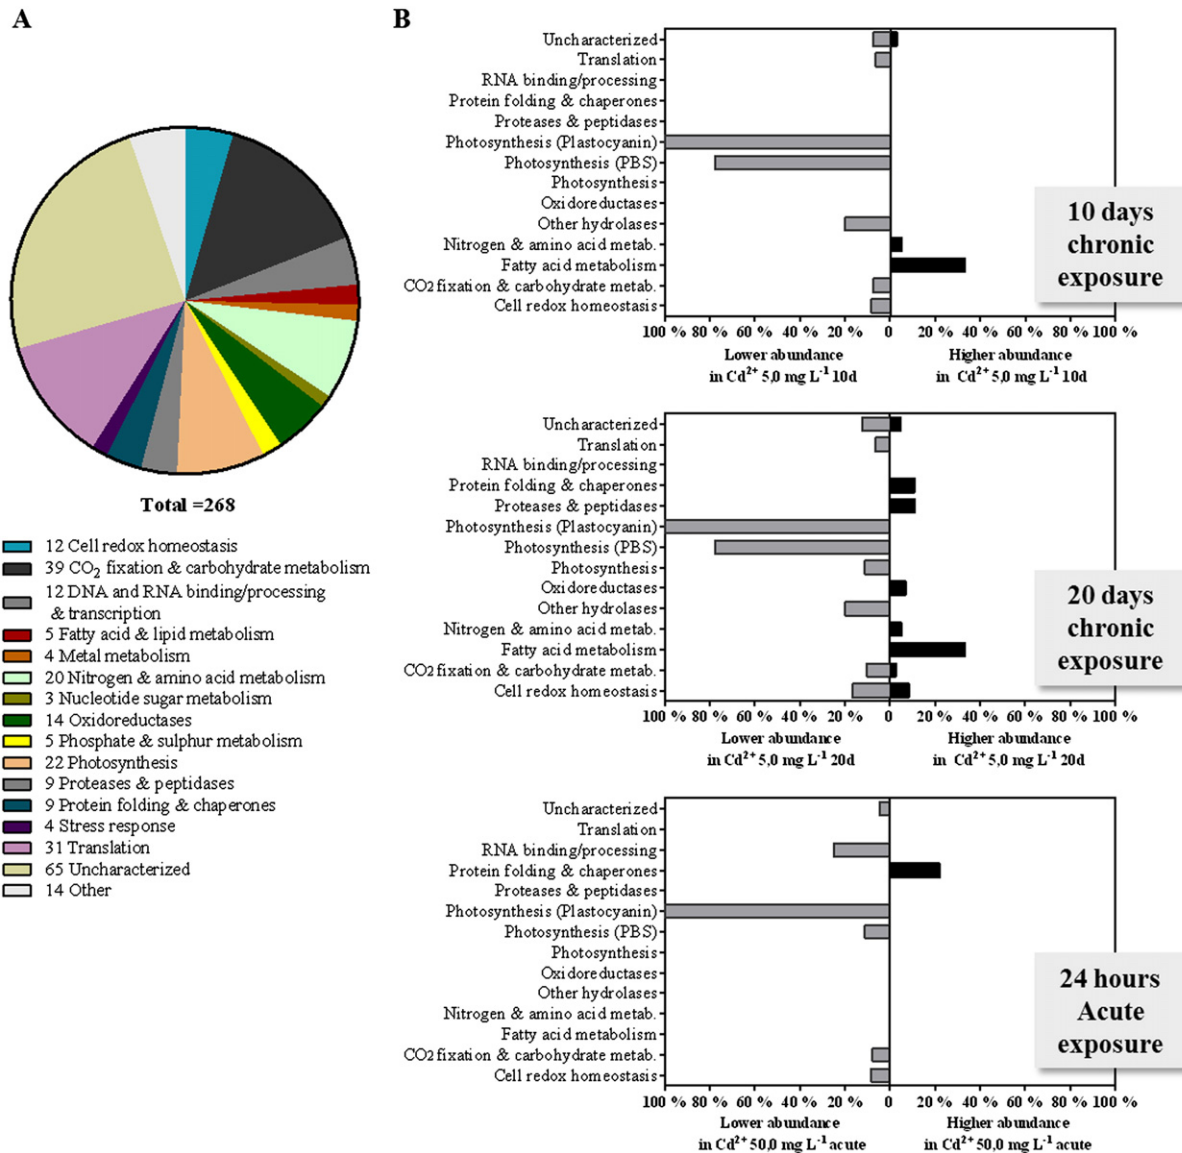 A
Total =268
12 Cell redox homeostasis
39 CO2 fixation & carbohydrate metabolism
12 DNA and RNA binding/processing
& transcription
5 Fatty acid & lipid metabolism
4 Metal metabolism
20 Nitrogen & amino acid metabolism
3 Nucleotide sugar metabolism
14 Oxidoreductases
5 Phosphate & sulphur metabolism
22 Photosynthesis
9 Proteases & peptidases
9 Protein folding & chaperones
4 Stress response
31 Translation
65 Uncharacterized
14 Other
B
Uncharacterized
Translation
RNA binding/processing
Protein folding & chaperones
Proteases & peptidases
Photosynthesis (Plastocyanin)
Photosynthesis (PBS)
Photosynthesis
Oxidoreductases
Other hydrolases
Nitrogen & amino acid metab.
Fatty acid metabolism
CO2 fixation & carbohydrate metab.
Cell redox homeostasis
100 % 80 % 60 % 40 % 20 % 0 20 % 40 % 60 % 80 % 100 %
Lower abundance Higher abundance
in Cd2+ 5,0 mg L-1 10d in Cd2+ 5,0 mg L-1 10d
10 days
chronic
exposure
Uncharacterized
Translation
RNA binding/processing
Protein folding & chaperones
Proteases & peptidases
Photosynthesis (Plastocyanin)
Photosynthesis (PBS)
Photosynthesis
Oxidoreductases
Other hydrolases
Nitrogen & amino acid metab.
Fatty acid metabolism
CO2 fixation & carbohydrate metab.
Cell redox homeostasis
100 % 80 % 60 % 40 % 20 % 0 20 % 40 % 60 % 80 % 100 %
Lower abundance Higher abundance
in Cd2+ 5,0 mg L-1 20d in Cd2+ 5,0 mg L-1 20d
20 days
chronic
exposure
Uncharacterized
Translation
RNA binding/processing
Protein folding & chaperones
Proteases & peptidases
Photosynthesis (Plastocyanin)
Photosynthesis (PBS)
Photosynthesis
Oxidoreductases
Other hydrolases
Nitrogen & amino acid metab.
Fatty acid metabolism
CO2 fixation & carbohydrate metab.
Cell redox homeostasis
100 % 80 % 60 % 40 % 20 % 0 20 % 40 % 60 % 80 % 100 %
Lower abundance Higher abundance
in Cd2+ 50,0 mg L-1 acute in Cd2+ 50,0 mg L-1 acute
24 hours
Acute
exposure